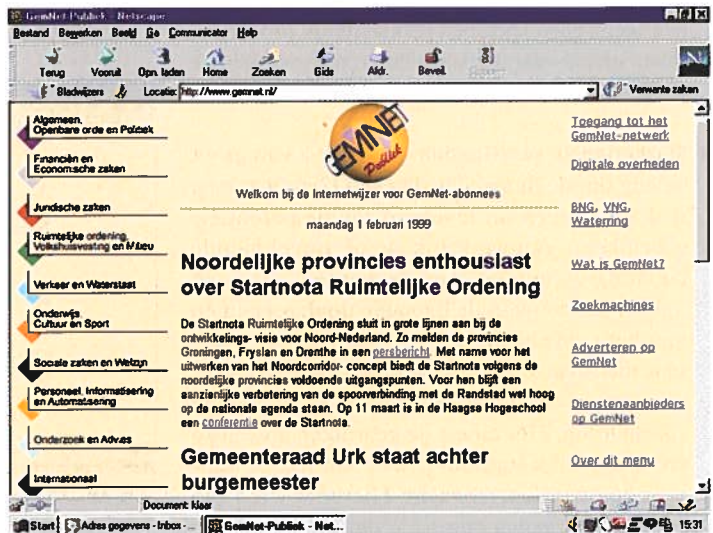 GemNet Publiek - Netscape
Bestand Bewerken Beeld Ga Communicator Help
Terug Vooruit Opn. laden Home Zoeken Gids Afdr. Beveil.
Bladwijzers Locatie: http://www.gemnet.nl/ Verwante zaken
Algemeen,
Openbare orde en Politiek
Financiën en
Economische zaken
Juridische zaken
Ruimtelijke ordening,
Volkshuisvesting en Milieu
Verkeer en Waterstaat
Onderwijs,
Cultuur en Sport
Sociale zaken en Welzijn
Personeel, Informatisering
en Automatisering
Onderzoek en Advies
Internationaal
GEMNET
Publiek
Welkom bij de Internetwijzer voor GemNet-abonnees
maandag 1 februari 1999
Noordelijke provincies enthousiast
over Startnota Ruimtelijke Ordening
De Startnota Ruimtelijke Ordening sluit in grote lijnen aan bij de
ontwikkelings- visie voor Noord-Nederland. Zo melden de provincies
Groningen, Fryslan en Drenthe in een persbericht. Met name voor het
uitwerken van het Noordcorridor- concept biedt de Startnota volgens de
noordelijke provincies voldoende uitgangspunten. Voor hen blijft een
aanzienlijke verbetering van de spoorverbinding met de Randstad wel hoog
op de nationale agenda staan. Op 11 maart is in de Haagse Hogeschool
een conferentie over de Startnota.
Gemeenteraad Urk staat achter
burgemeester
Toegang tot het
GemNet-netwerk
Digitale overheden
BNG, VNG,
Waterring
Wat is GemNet?
Zoekmachines
Adverteren op
GemNet
Dienstenaanbieders
op GemNet
Over dit menu
Document: Klaar
Start Adres gegevens - Inbox - ... GemNet-Publiek - Net... 15:31